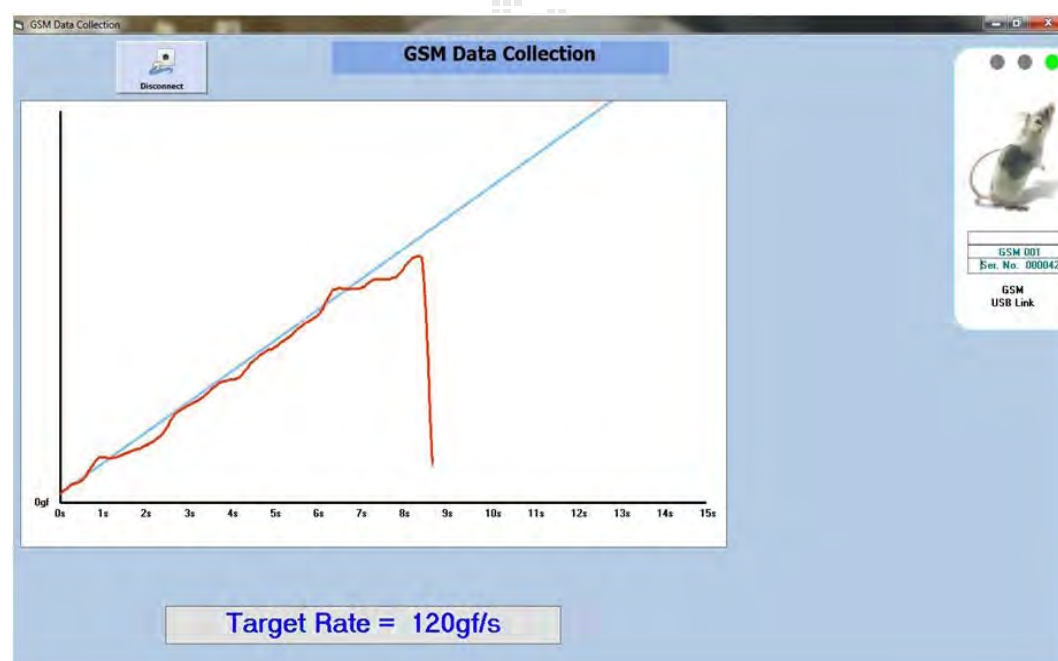 GSM Data Collection
GSM Data Collection
Disconnect
0gf
0s 1s 2s 3s 4s 5s 6s 7s 8s 9s 10s 11s 12s 13s 14s 15s
GSM 001
Ser. No. 000042
GSM
USB Link
Target Rate = 120gf/s